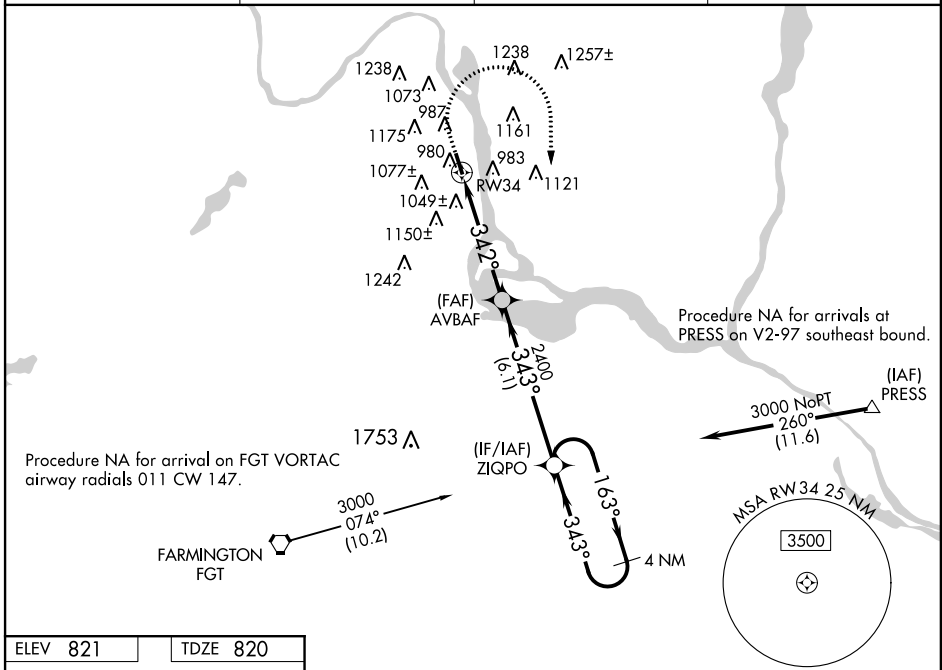 1238
1257±
1238
1073
987
1175
1161
980
983
1077±
RW34
1121
1049±
1150±
342°
1242
(FAF)
AVBAF
Procedure NA for arrivals at
PRESS on V2-97 southeast bound.
2400
343°
(6.1)
(IAF)
PRESS
3000 NoPT
260°
(11.6)
1753
(IF/IAF)
ZIQPO
Procedure NA for arrival on FGT VORTAC
airway radials 011 CW 147.
163°
3000
074°
(10.2)
MSA RW34 25 NM
343°
3500
FARMINGTON
FGT
4 NM
ELEV 821
TDZE 820